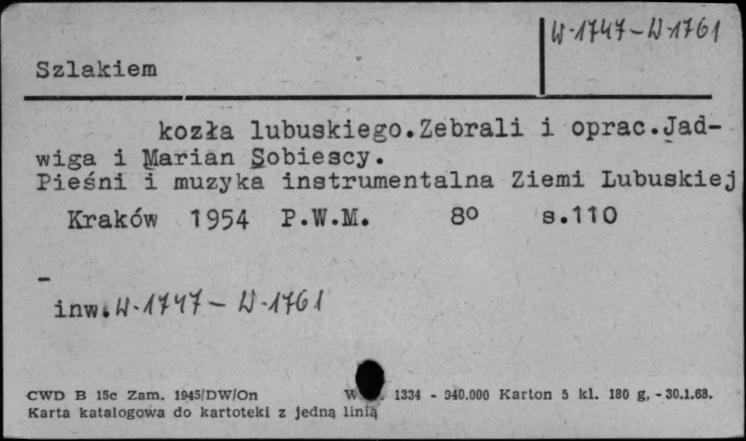 W-1747-W-1761
Szlakiem
kozła lubuskiego.Zebrali i oprac.Jad-
wiga i Marian Sobiescy.
Pieśni i muzyka instrumentalna Ziemi Lubuskiej
Kraków 1954 P.W.M. 8º s.110
-
inw. W-1747- W-1761
CWD B 15c Zam. 1945/DW/On 1334 - 940.000 Karton 5 kl. 180 g, - 30.1.68.
Karta katalogowa do kartoteki z jedną linią